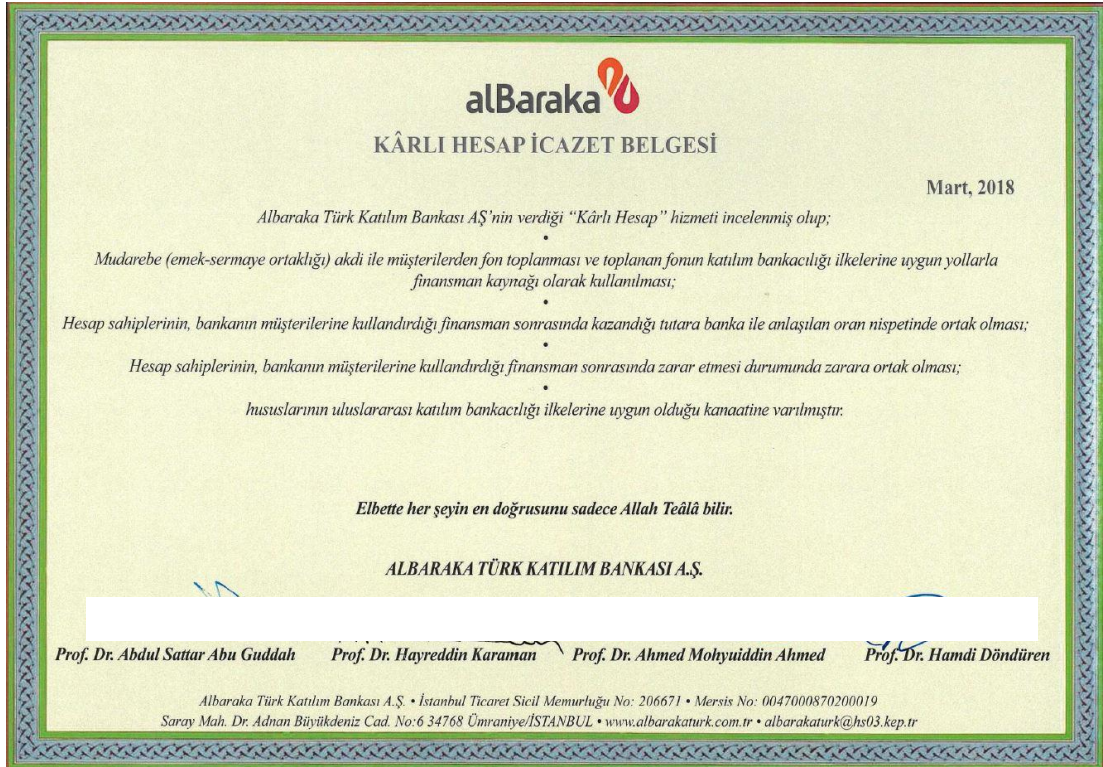 alBaraka
KÂRLI HESAP İCAZET BELGESİ
Mart, 2018
Albaraka Türk Katılım Bankası AŞ'nin verdiği “Kârlı Hesap” hizmeti incelenmiş olup;
•
Mudarebe (emek-sermaye ortaklığı) akdi ile müşterilerden fon toplanması ve toplanan fonun katılım bankacılığı ilkelerine uygun yollarla
finansman kaynağı olarak kullanılması;
•
Hesap sahiplerinin, bankanın müşterilerine kullandırdığı finansman sonrasında kazandığı tutara banka ile anlaşılan oran nispetinde ortak olması;
•
Hesap sahiplerinin, bankanın müşterilerine kullandırdığı finansman sonrasında zarar etmesi durumunda zarara ortak olması;
•
hususlarının uluslararası katılım bankacılığı ilkelerine uygun olduğu kanaatine varılmıştır.
Elbette her şeyin en doğrusunu sadece Allah Teâlâ bilir.
ALBARAKA TÜRK KATILIM BANKASI A.Ş.
Prof. Dr. Abdul Sattar Abu Guddah Prof. Dr. Hayreddin Karaman Prof. Dr. Ahmed Mohyuiddin Ahmed Prof. Dr. Hamdi Döndüren
Albaraka Türk Katılım Bankası A.Ş. • İstanbul Ticaret Sicil Memurluğu No: 206671 • Mersis No: 0047000870200019
Saray Mah. Dr. Adnan Büyükdeniz Cad. No:6 34768 Ümraniye/İSTANBUL • www.albarakaturk.com.tr • albarakaturk@hs03.kep.tr